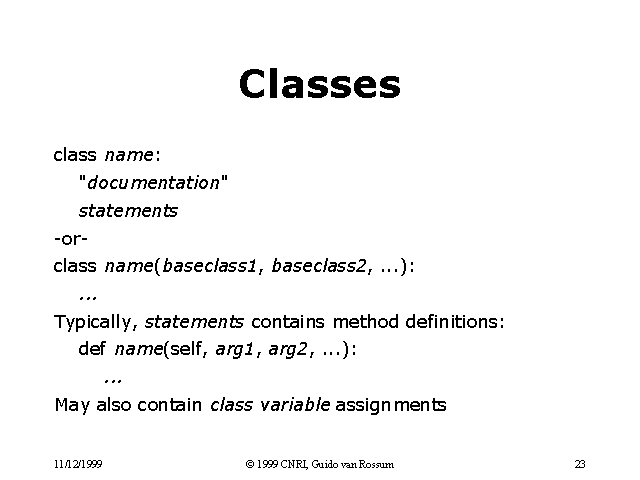 Classes
class name:
"documentation"
statements
-or-
class name(baseclass1, baseclass2, ...):
...
Typically, statements contains method definitions:
def name(self, arg1, arg2, ...):
...
May also contain class variable assignments
11/12/1999 © 1999 CNRI, Guido van Rossum 23